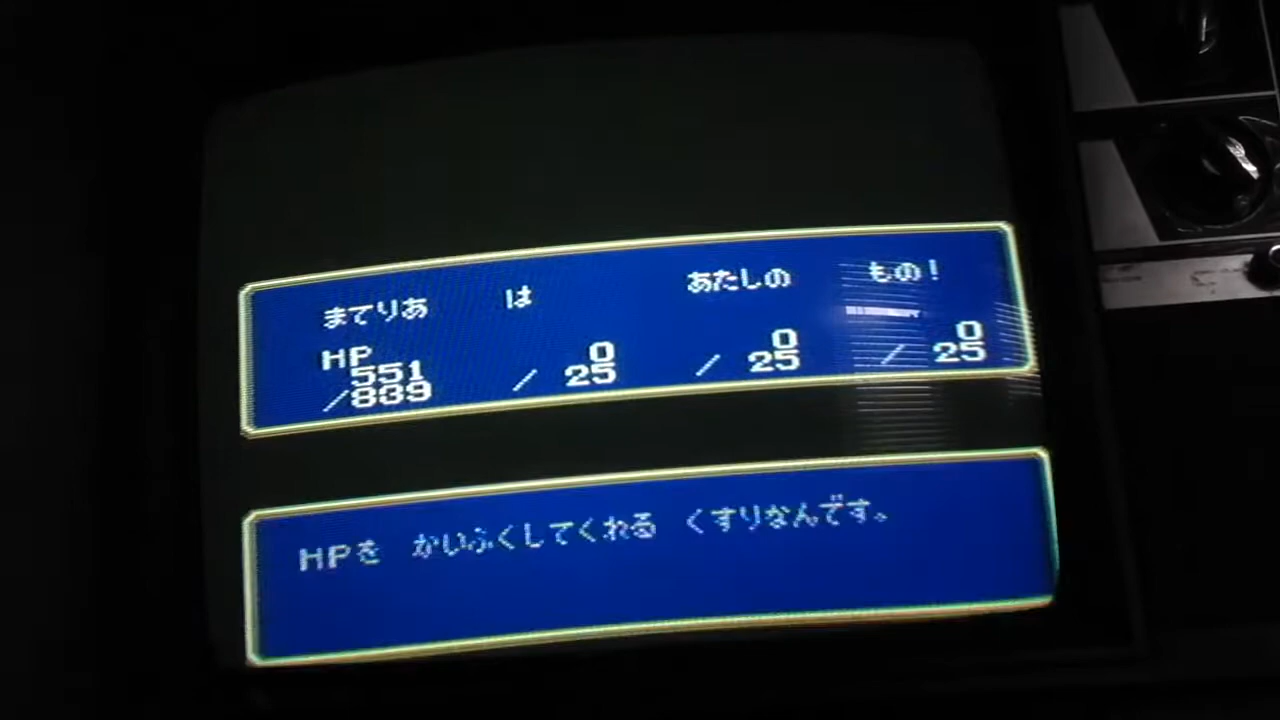 まてりあ は あたしの もの!
HP
551 0 0 0
/839 / 25 / 25 / 25
HPを かいふくしてくれる くすりなんです。